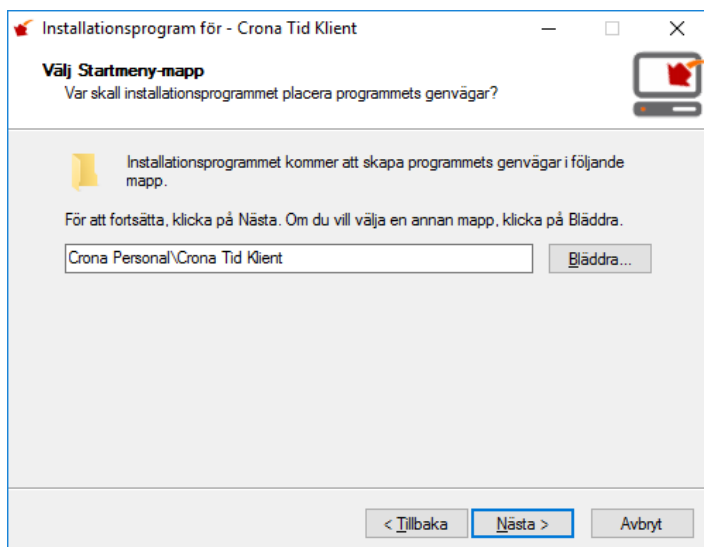 Installationsprogram för - Crona Tid Klient
Välj Startmeny-mapp
Var skall installationsprogrammet placera programmets genvägar?
Installationsprogrammet kommer att skapa programmets genvägar i följande
mapp.
För att fortsätta, klicka på Nästa. Om du vill välja en annan mapp, klicka på Bläddra.
Crona Personal\Crona Tid Klient
Bläddra...
< Tillbaka
Nästa >
Avbryt